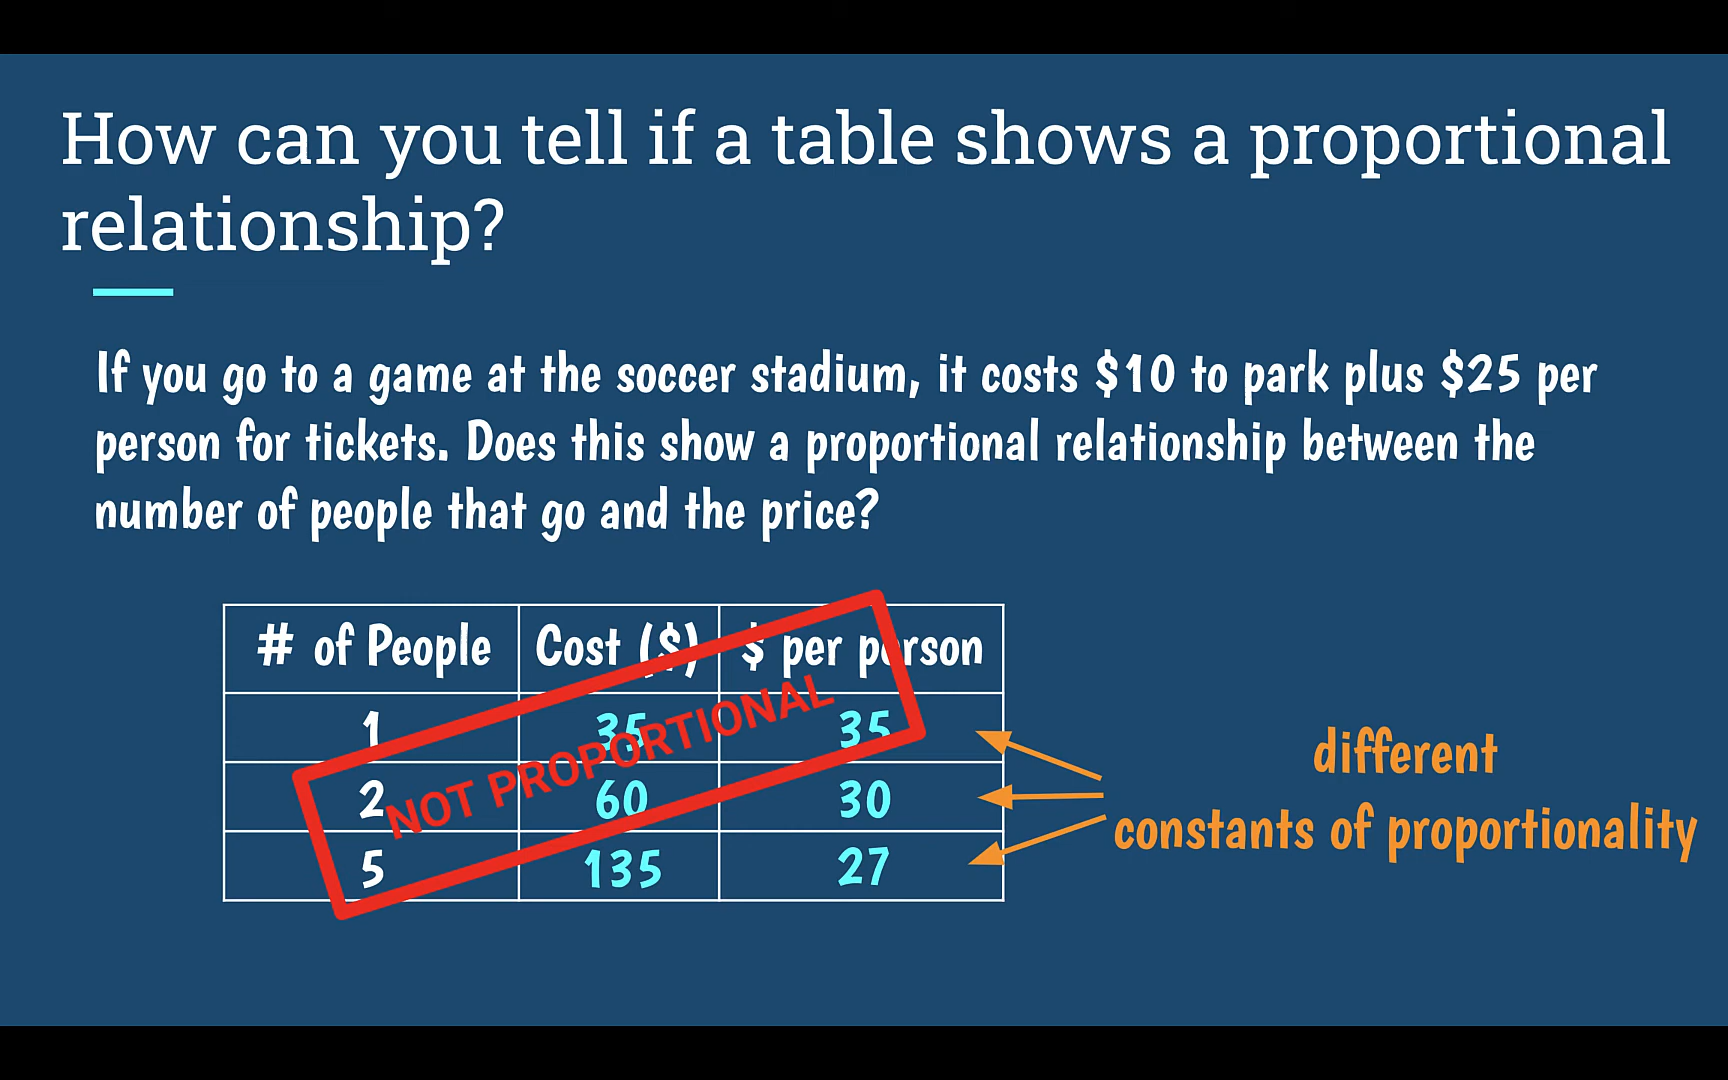 How can you tell if a table shows a proportional
relationship?
If you go to a game at the soccer stadium, it costs $10 to park plus $25 per
person for tickets. Does this show a proportional relationship between the
number of people that go and the price?
# of People Cost ($) $ per person
1 35 35
2 60 30
5 135 27
NOT PROPORTIONAL
different
constants of proportionality